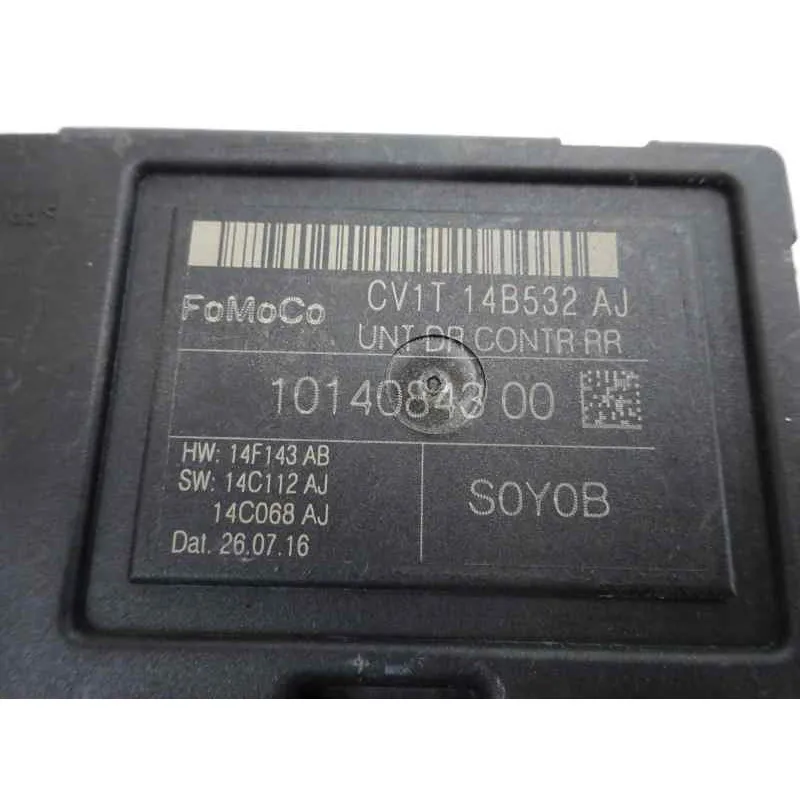 FoMoCo CV1T 14B532 AJ
UNT DR CONTR RR
10140843 00
HW: 14F143 AB
SW: 14C112 AJ
14C068 AJ
Dat. 26.07.16
S0Y0B